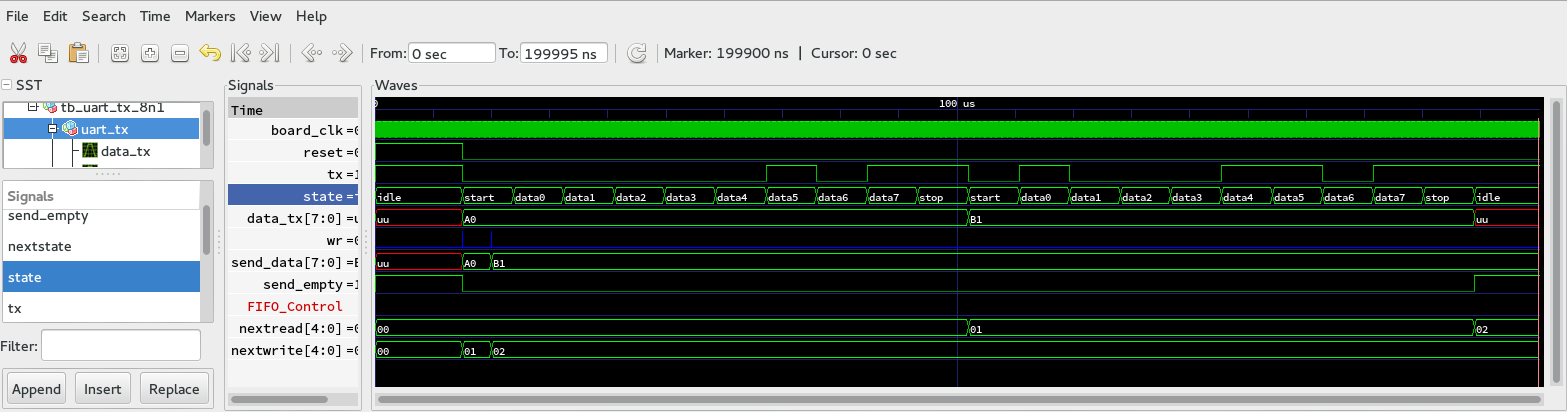 File Edit Search Time Markers View Help
From: 0 sec To: 199995 ns Marker: 199900 ns | Cursor: 0 sec
SST
tb_uart_tx_8n1
uart_tx
data_tx
Signals
send_empty
nextstate
state
tx
Filter:
Append Insert Replace
Signals
Time
board_clk =0
reset =0
tx =1
state =
data_tx[7:0] =u
wr =0
send_data[7:0] =B
send_empty =1
FIFO_Control
nextread[4:0] =0
nextwrite[4:0] =0
Waves
0 100 us
idle start data0 data1 data2 data3 data4 data5 data6 data7 stop start data0 data1 data2 data3 data4 data5 data6 data7 stop idle
uu A0 B1 uu
uu A0 B1
00 01 02
00 01 02